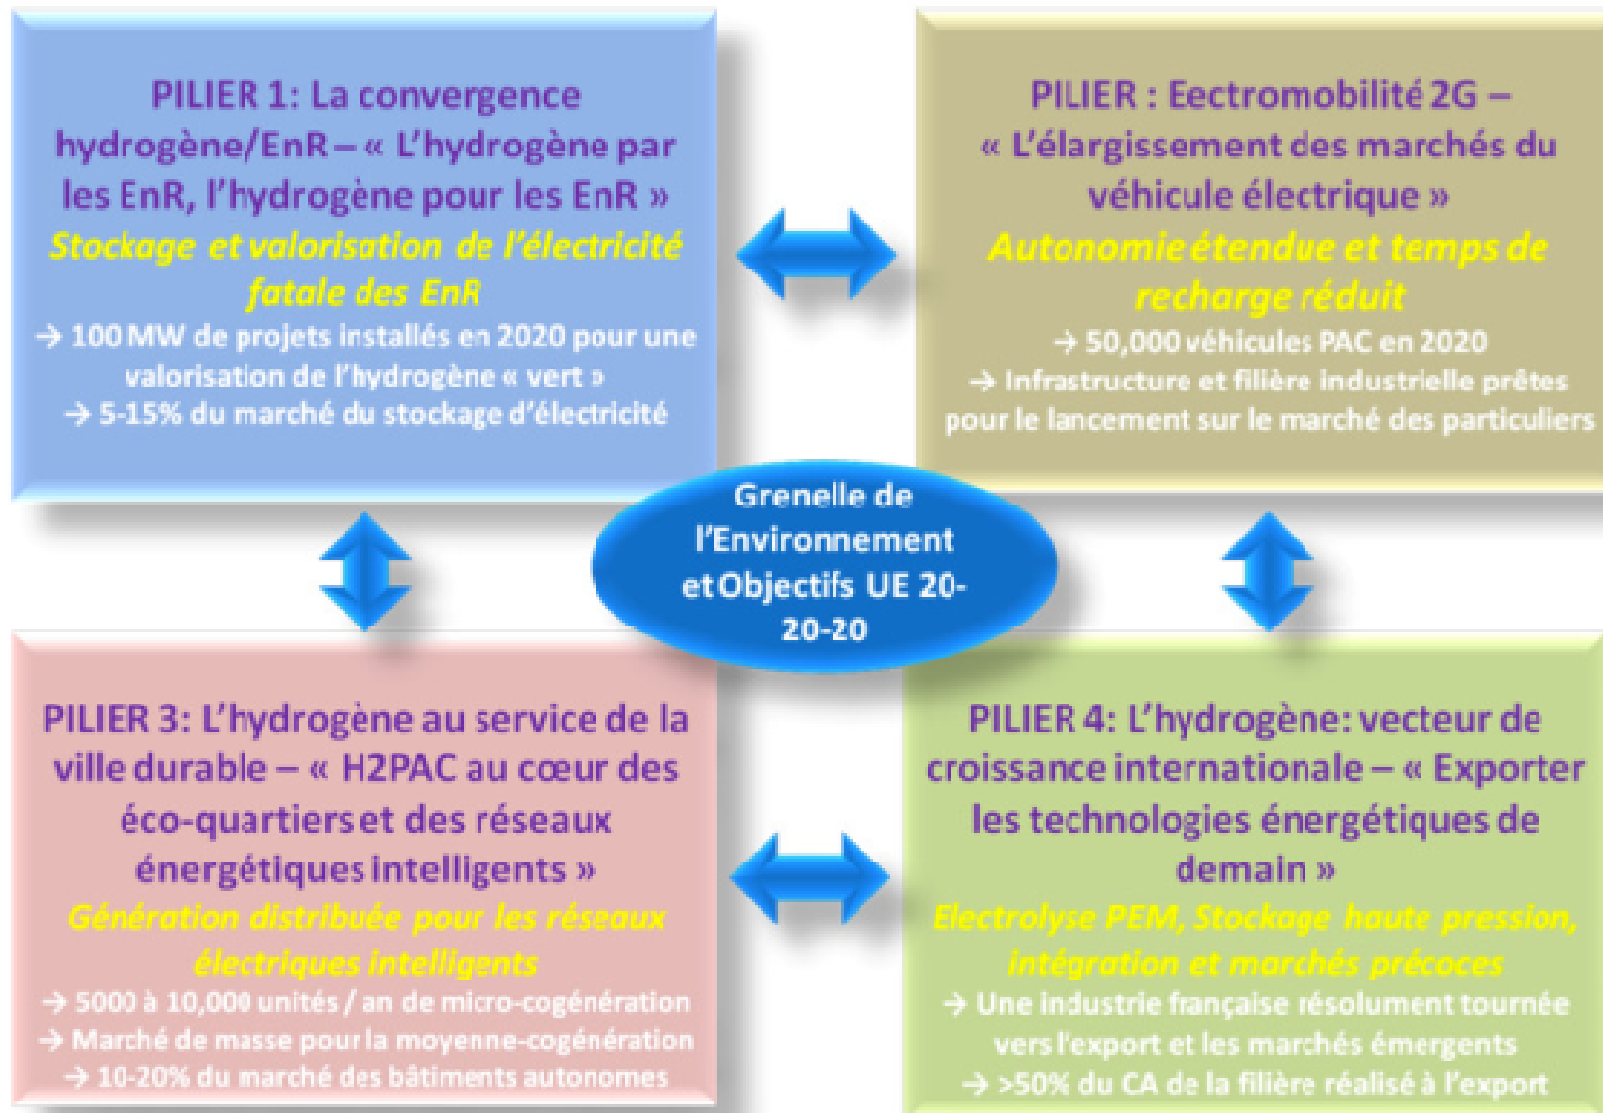 PILIER 1: La convergence
hydrogène/EnR – « L'hydrogène par
les EnR, l'hydrogène pour les EnR »
Stockage et valorisation de l'électricité
fatale des EnR
→ 100 MW de projets installés en 2020 pour une
valorisation de l'hydrogène « vert »
→ 5-15% du marché du stockage d'électricité
PILIER : Eectromobilité 2G –
« L'élargissement des marchés du
véhicule électrique »
Autonomie étendue et temps de
recharge réduit
→ 50,000 véhicules PAC en 2020
→ Infrastructure et filière industrielle prêtes
pour le lancement sur le marché des particuliers
Grenelle de
l'Environnement
et Objectifs UE 20-
20-20
PILIER 3: L'hydrogène au service de la
ville durable – « H2PAC au cœur des
éco-quartiers et des réseaux
énergétiques intelligents »
Génération distribuée pour les réseaux
électriques intelligents
→ 5000 à 10,000 unités / an de micro-cogénération
→ Marché de masse pour la moyenne-cogénération
→ 10-20% du marché des bâtiments autonomes
PILIER 4: L'hydrogène: vecteur de
croissance internationale – « Exporter
les technologies énergétiques de
demain »
Electrolyse PEM, Stockage haute pression,
intégration et marchés précoces
→ Une industrie française résolument tournée
vers l'export et les marchés émergents
→ >50% du CA de la filière réalisé à l'export